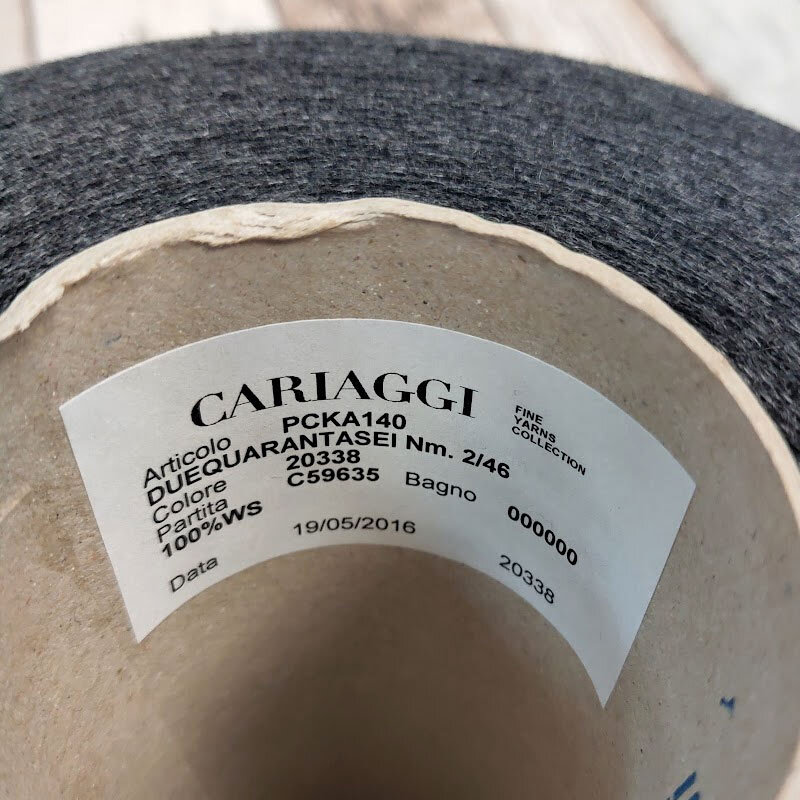 CARIAGGI
FINE
YARNS
COLLECTION
Articolo PCKA140
DUEQUARANTASEI Nm. 2/46
Colore 20338
Partita C59635 Bagno 000000
100%WS
Data 19/05/2016 20338